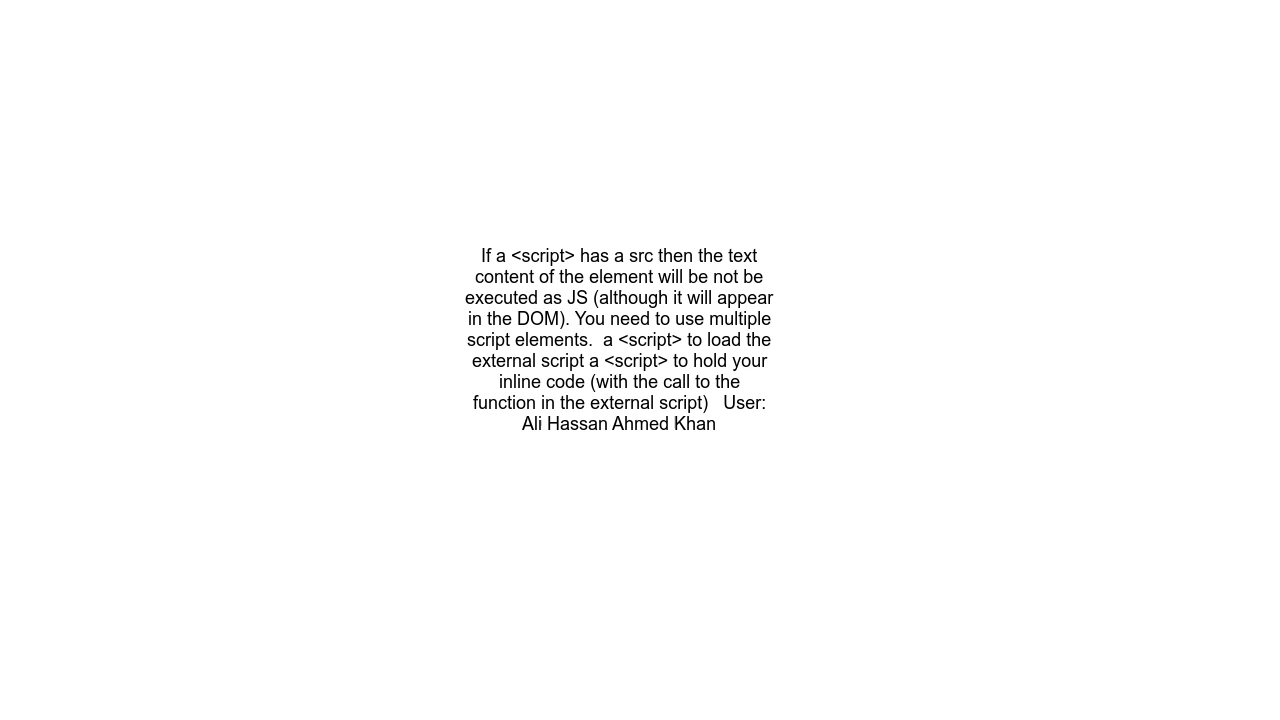 If a <script> has a src then the text
content of the element will be not be
executed as JS (although it will appear
in the DOM). You need to use multiple
script elements.  a <script> to load the
external script a <script> to hold your
inline code (with the call to the
function in the external script)   User:
Ali Hassan Ahmed Khan